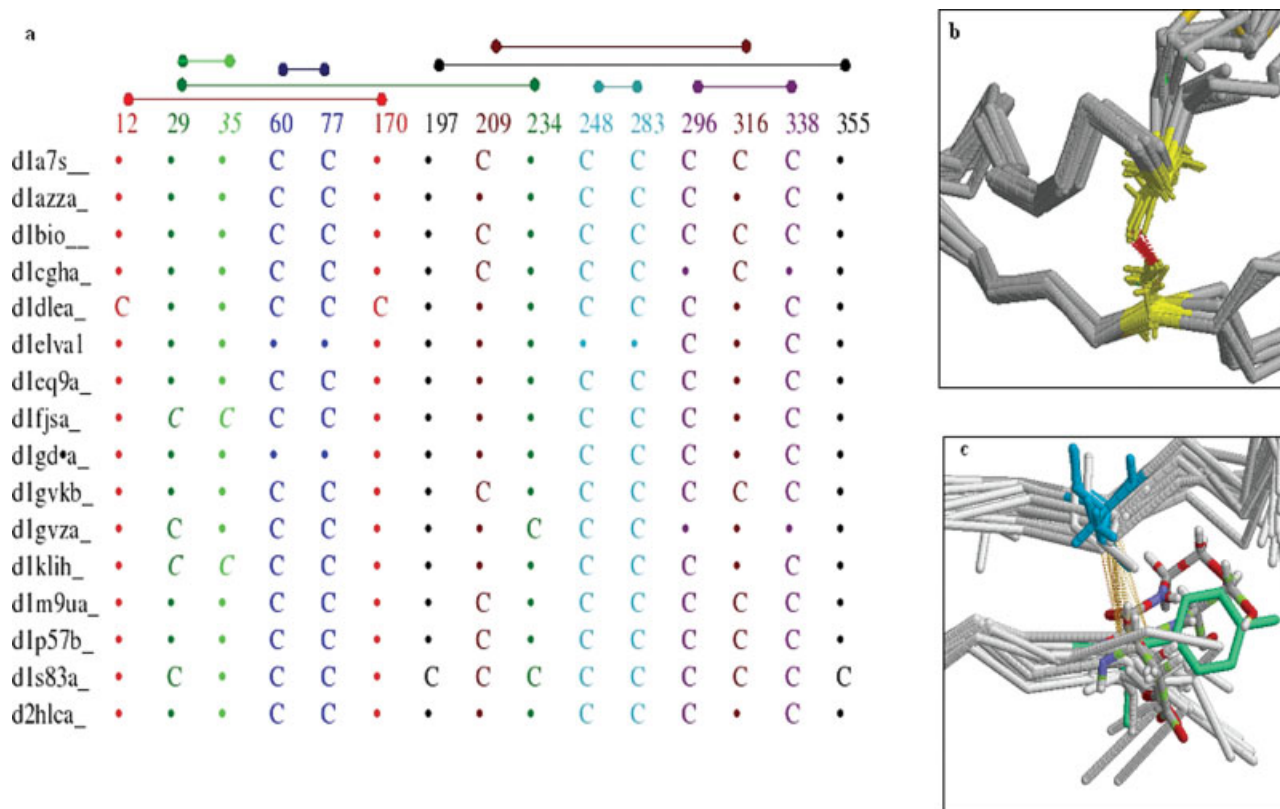 a
12 29 35 60 77 170 197 209 234 248 283 296 316 338 355
d1a7s__ • • • C C • • C • C C C C C •
d1azza_ • • • C C • • • • C C C • C •
d1bio__ • • • C C • • C • C C C C C •
d1cgha_ • • • C C • • C • C C • C • •
d1dlea_ C • • C C C • • • C C C • C •
d1elva1 • • • • • • • • • • • C • C •
d1eq9a_ • • • C C • • • • C C C • C •
d1fjsa_ • C C C C • • • • C C C • C •
d1gd•a_ • • • • • • • • • C C C • C •
d1gvkb_ • • • C C • • C • C C C C C •
d1gvza_ • C • C C • • • C C C • • • •
d1klih_ • C C C C • • • • C C C • C •
d1m9ua_ • • • C C • • C • C C C C C •
d1p57b_ • • • C C • • C • C C C C C •
d1s83a_ • C • C C • C C C C C C C C C
d2hlca_ • • • C C • • • • C C C • C •
b
c